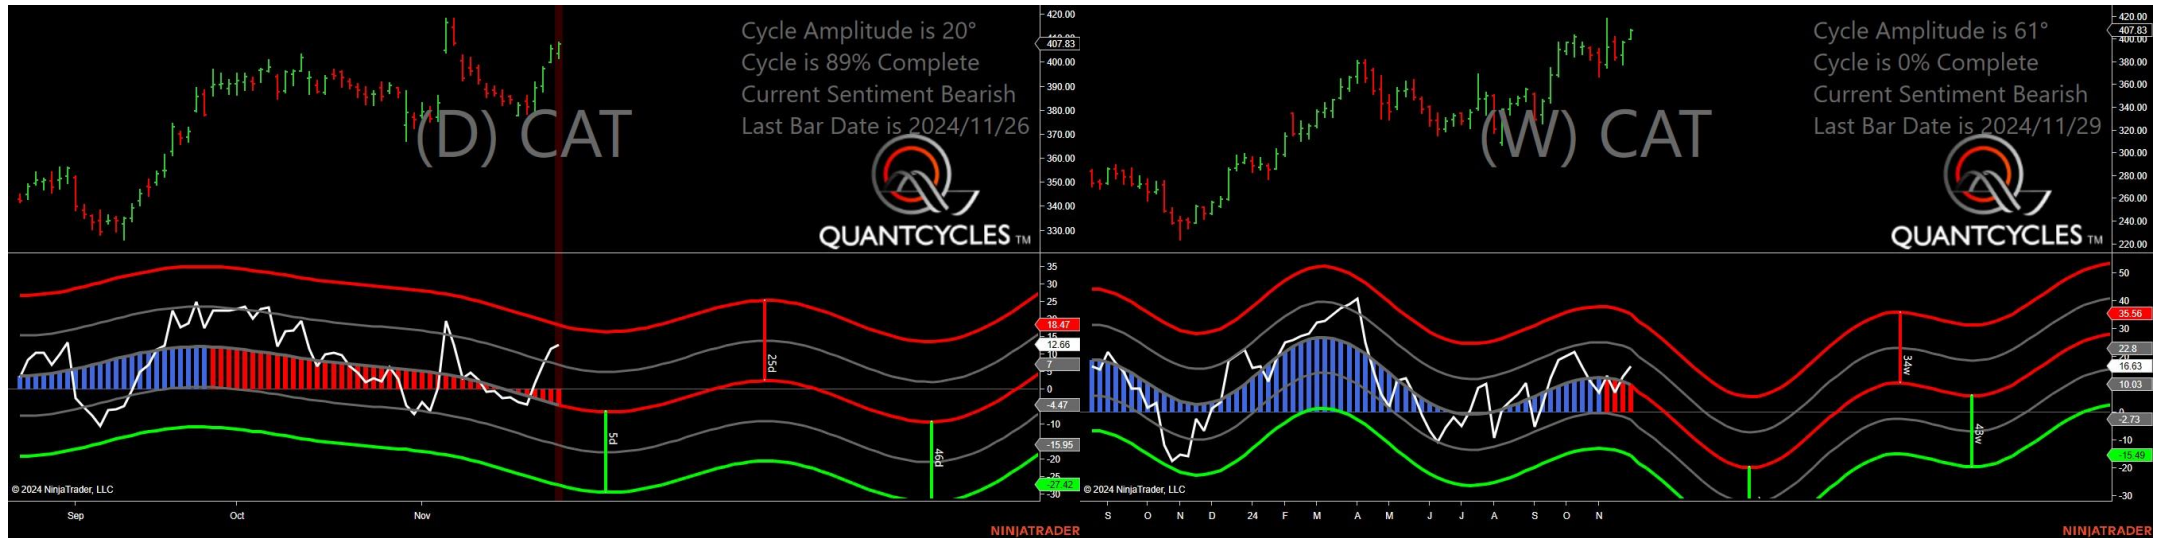 Cycle Amplitude is 20°
Cycle is 89% Complete
Current Sentiment Bearish
Last Bar Date is 2024/11/26
(D) CAT
QUANTCYCLES TM
420.00
407.83
400.00
390.00
380.00
370.00
360.00
350.00
340.00
330.00
35
30
25
18.47
12.66
10
7
5
0
-4.47
-10
-15.95
-20
-27.42
-30
25d
5d
46d
© 2024 NinjaTrader, LLC
Sep Oct Nov
NINJATRADER
Cycle Amplitude is 61°
Cycle is 0% Complete
Current Sentiment Bearish
Last Bar Date is 2024/11/29
(W) CAT
QUANTCYCLES TM
420.00
407.83
400.00
380.00
360.00
340.00
320.00
300.00
280.00
260.00
240.00
220.00
50
40
35.56
30
22.8
16.63
10.03
-2.73
-10
-15.49
-20
-30
34w
43w
© 2024 NinjaTrader, LLC
S O N D 24 F M A M J J A S O N
NINJATRADER